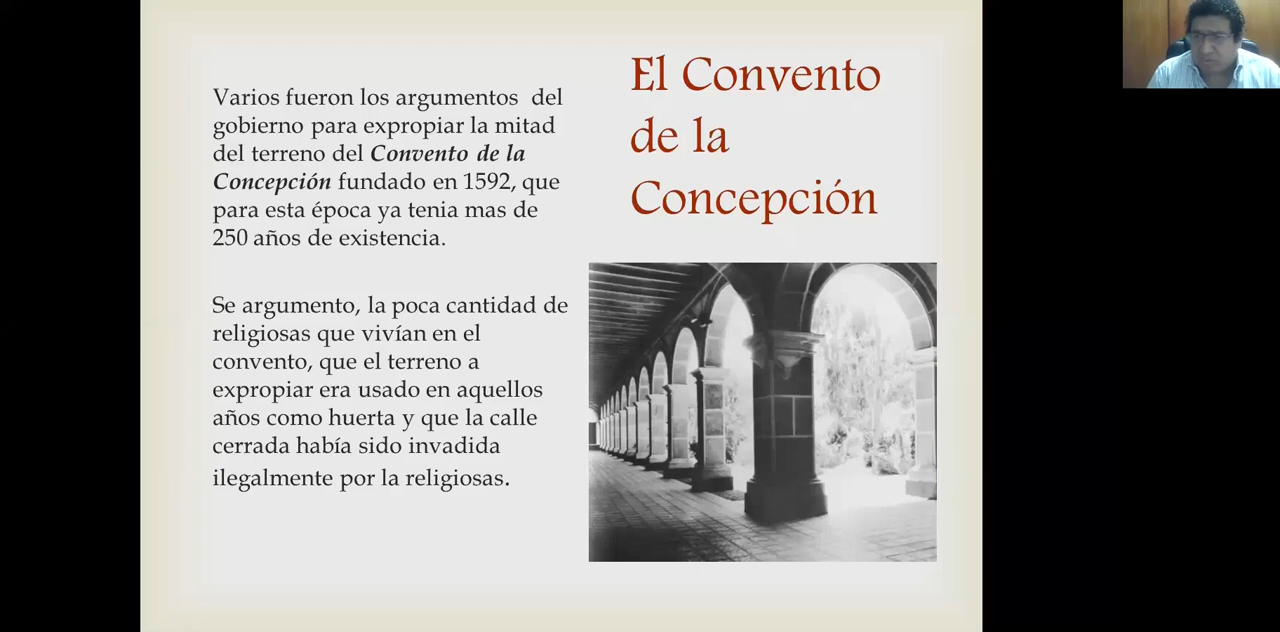 El Convento
de la
Concepción
Varios fueron los argumentos del
gobierno para expropiar la mitad
del terreno del Convento de la
Concepción fundado en 1592, que
para esta época ya tenia mas de
250 años de existencia.
Se argumento, la poca cantidad de
religiosas que vivían en el
convento, que el terreno a
expropiar era usado en aquellos
años como huerta y que la calle
cerrada había sido invadida
ilegalmente por la religiosas.